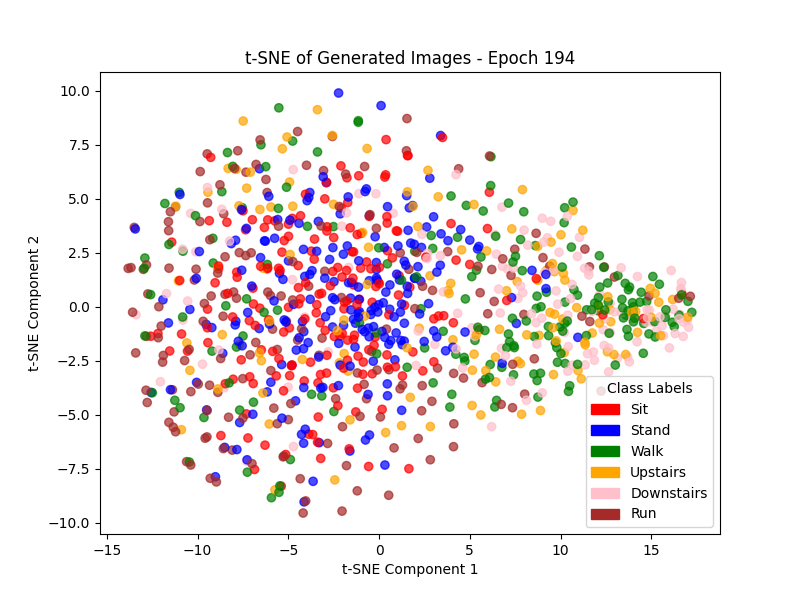 t-SNE of Generated Images - Epoch 194
t-SNE Component 2
10.0
7.5
5.0
2.5
0.0
−2.5
−5.0
−7.5
−10.0
Class Labels
Sit
Stand
Walk
Upstairs
Downstairs
Run
−15
−10
−5
0
5
10
15
t-SNE Component 1